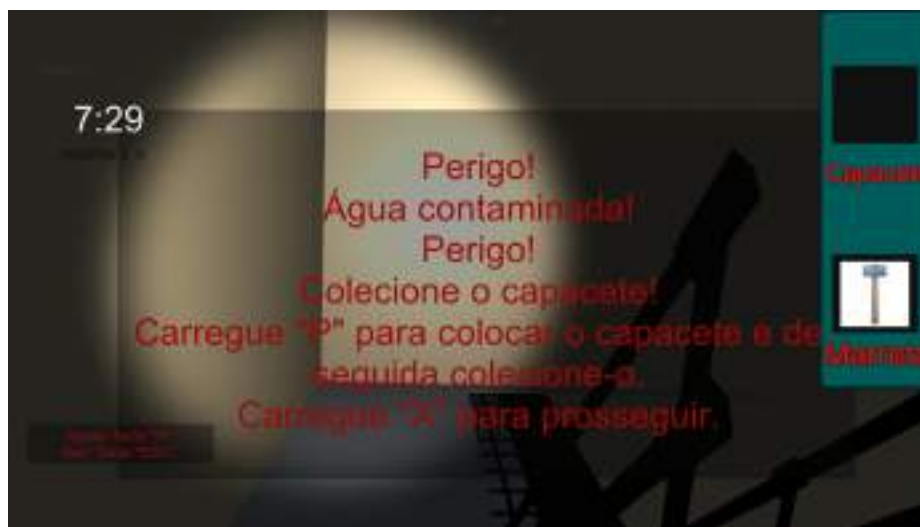 7:29
Perigo!
Água contaminada!
Perigo!
Colecione o capacete!
Carregue "P" para colocar o capacete e de
seguida colecione-o.
Carregue "X" para prosseguir.